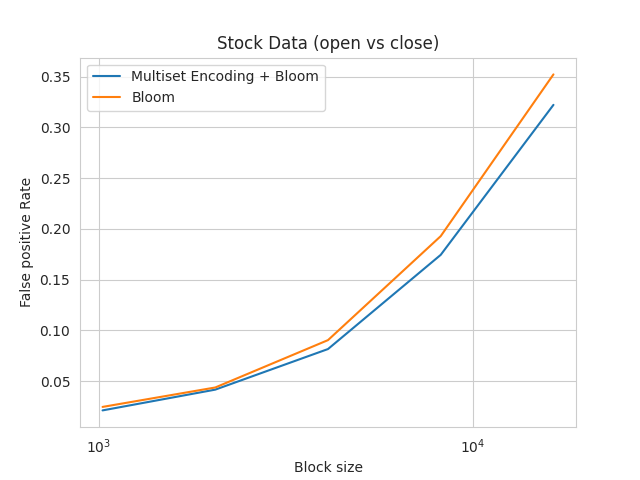 Stock Data (open vs close)
Multiset Encoding + Bloom
Bloom
False positive Rate
0.35
0.30
0.25
0.20
0.15
0.10
0.05
10³
10⁴
Block size